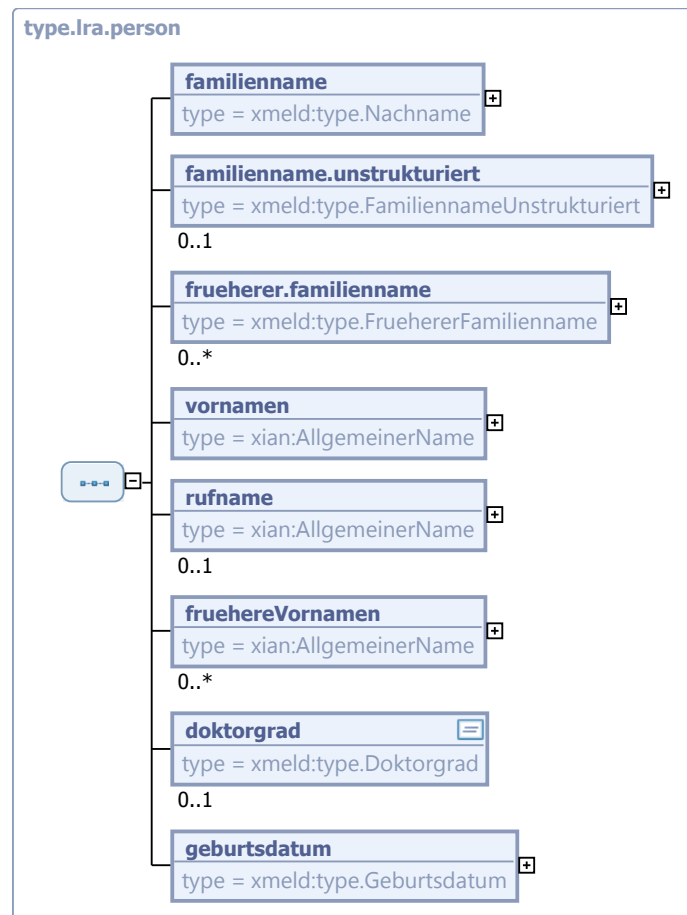 type.lra.person
familienname
type = xmeld:type.Nachname
familienname.unstrukturiert
type = xmeld:type.FamiliennameUnstrukturiert
0..1
frueherer.familienname
type = xmeld:type.FruehererFamilienname
0..*
vornamen
type = xian:AllgemeinerName
rufname
type = xian:AllgemeinerName
0..1
fruehereVornamen
type = xian:AllgemeinerName
0..*
doktorgrad
type = xmeld:type.Doktorgrad
0..1
geburtsdatum
type = xmeld:type.Geburtsdatum